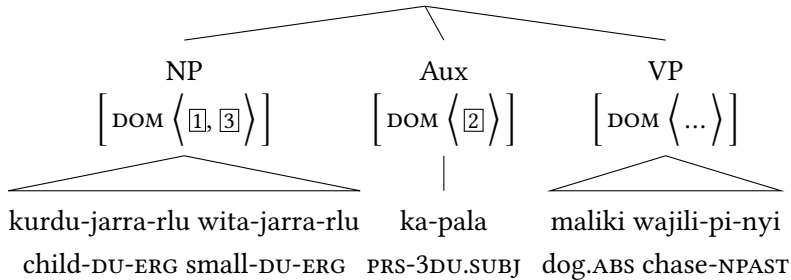 NP Aux VP
[DOM ⟨[1], [3]⟩] [DOM ⟨[2]⟩] [DOM ⟨…⟩]
kurdu-jarra-rlu wita-jarra-rlu ka-pala maliki wajili-pi-nyi
child-DU-ERG small-DU-ERG PRS-3DU.SUBJ dog.ABS chase-NPAST